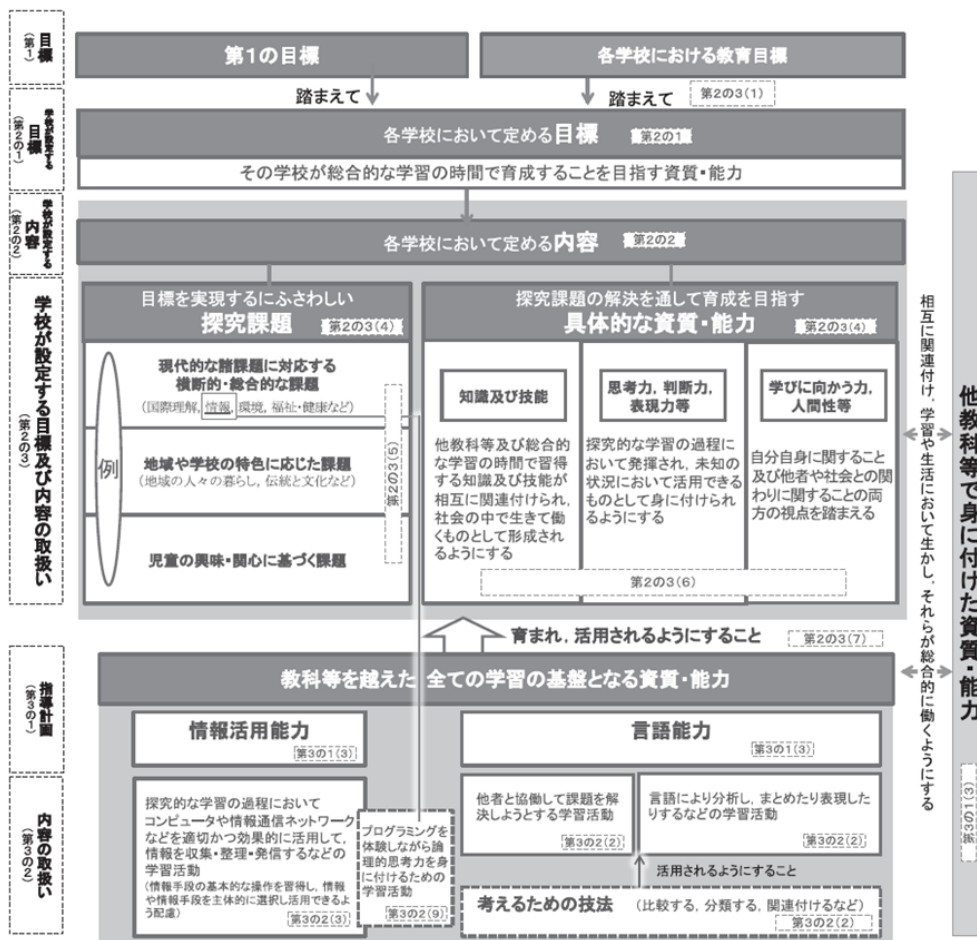 目標
(第1)
第1の目標
各学校における教育目標
踏まえて
踏まえて
第2の3(1)
学校が設定する
目標
(第2の1)
各学校において定める目標 第2の1
その学校が総合的な学習の時間で育成することを目指す資質・能力
学校が設定する
内容
(第2の2)
各学校において定める内容 第2の2
学校が設定する目標及び内容の取扱い
(第2の3)
目標を実現するにふさわしい
探究課題 第2の3(4)
例
現代的な諸課題に対応する
横断的・総合的な課題
(国際理解,情報,環境,福祉・健康など)
地域や学校の特色に応じた課題
(地域の人々の暮らし,伝統と文化など)
児童の興味・関心に基づく課題
第2の3(5)
探究課題の解決を通して育成を目指す
具体的な資質・能力 第2の3(4)
知識及び技能
他教科等及び総合的
な学習の時間で習得
する知識及び技能が
相互に関連付けられ,
社会の中で生きて働
くものとして形成され
るようにする
思考力,判断力,
表現力等
探究的な学習の過程に
おいて発揮され,未知の
状況において活用できる
ものとして身に付けられ
るようにする
学びに向かう力,
人間性等
自分自身に関すること
及び他者や社会との関
わりに関することの両
方の視点を踏まえる
第2の3(6)
育まれ,活用されるようにすること
第2の3(7)
指導計画
(第3の1)
教科等を越えた全ての学習の基盤となる資質・能力
情報活用能力
第3の1(3)
言語能力
第3の1(3)
内容の取扱い
(第3の2)
探究的な学習の過程において
コンピュータや情報通信ネットワーク
などを適切かつ効果的に活用して,
情報を収集・整理・発信するなどの
学習活動
(情報手段の基本的な操作を習得し,情報
や情報手段を主体的に選択し活用できるよ
う配慮)
第3の2(3)
プログラミングを
体験しながら論
理的思考力を身
に付けるための
学習活動
第3の2(9)
他者と協働して課題を解
決しようとする学習活動
第3の2(2)
言語により分析し,まとめたり表現した
りするなどの学習活動
第3の2(2)
活用されるようにすること
考えるための技法 (比較する,分類する,関連付けるなど)
第3の2(2)
相互に関連付け,学習や生活において生かし,それらが総合的に働くようにする
他教科等で身に付けた資質・能力
第3の1(3)